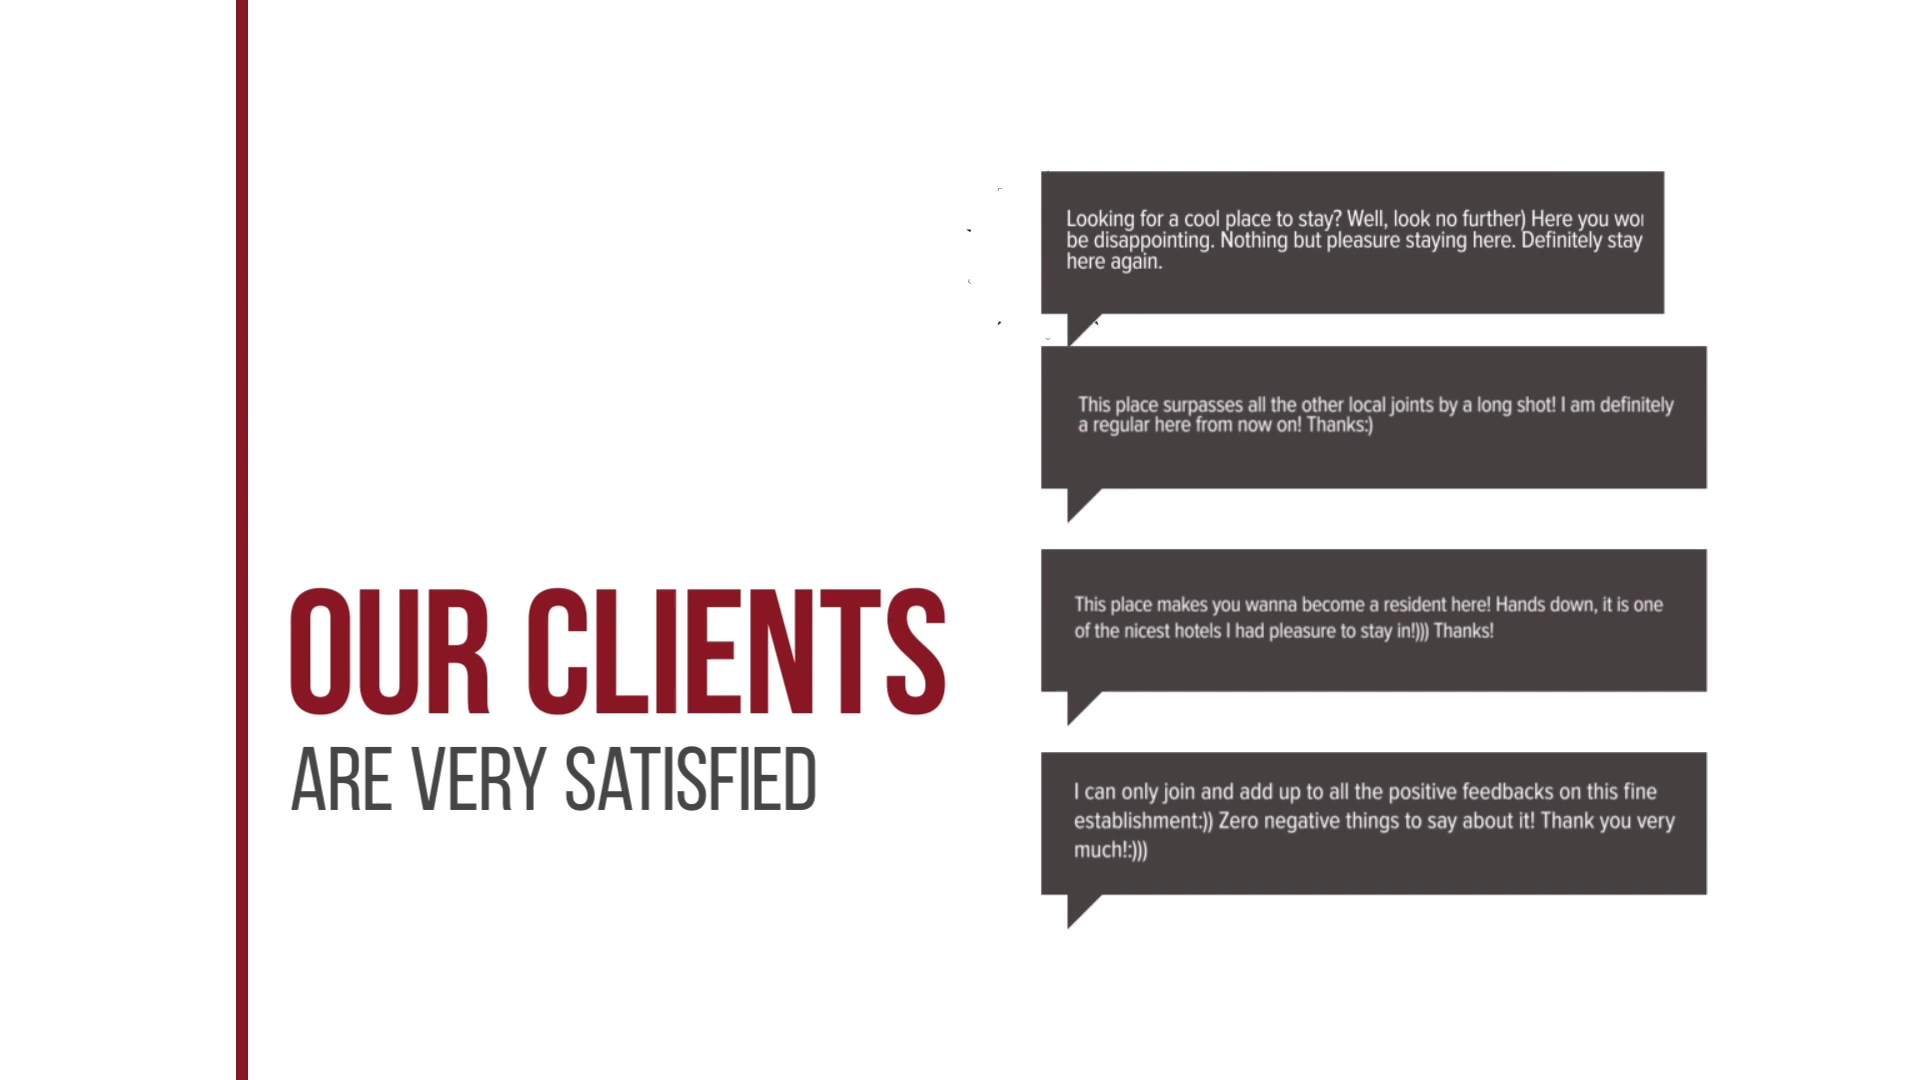 OUR CLIENTS
ARE VERY SATISFIED
Looking for a cool place to stay? Well, look no further) Here you
be disappointing. Nothing but pleasure staying here. Definitely stay
here again.
This place surpasses all the other local joints by a long shot! I am definitely
a regular here from now on! Thanks:)
This place makes you wanna become a resident here! Hands down, it is one
of the nicest hotels I had pleasure to stay in!))) Thanks!
I can only join and add up to all the positive feedbacks on this fine
establishment:)) Zero negative things to say about it! Thank you very
much!:)))